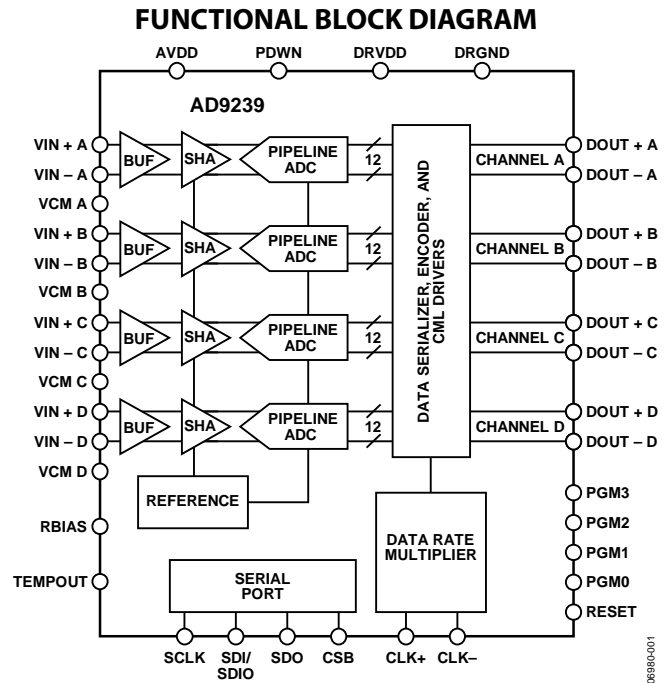 FUNCTIONAL BLOCK DIAGRAM
AVDD PDWN DRVDD DRGND
AD9239
VIN + A
VIN – A
BUF
SHA
PIPELINE
ADC
12
CHANNEL A
DOUT + A
DOUT – A
VCM A
VIN + B
VIN – B
BUF
SHA
PIPELINE
ADC
12
CHANNEL B
DOUT + B
DOUT – B
VCM B
VIN + C
VIN – C
BUF
SHA
PIPELINE
ADC
12
CHANNEL C
DOUT + C
DOUT – C
VCM C
VIN + D
VIN – D
BUF
SHA
PIPELINE
ADC
12
CHANNEL D
DOUT + D
DOUT – D
VCM D
DATA SERIALIZER, ENCODER, AND
CML DRIVERS
REFERENCE
RBIAS
TEMPOUT
DATA RATE
MULTIPLIER
SERIAL
PORT
PGM3
PGM2
PGM1
PGM0
RESET
SCLK SDI/ SDO CSB CLK+ CLK–
SDIO
06980-001